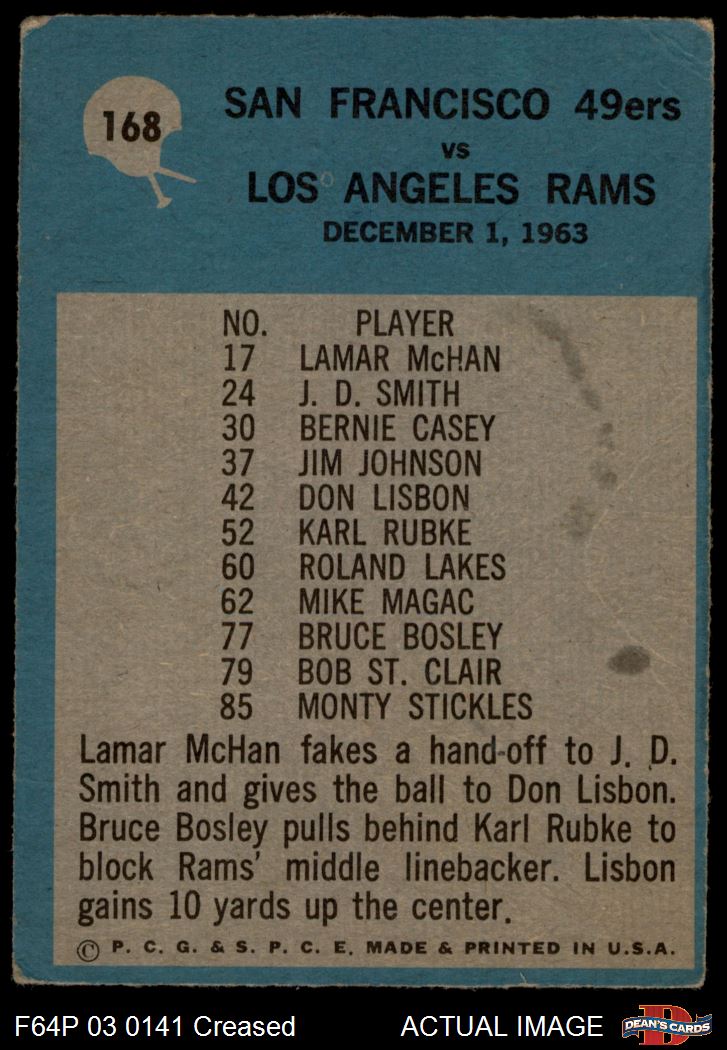 168
SAN FRANCISCO 49ers
vs
LOS ANGELES RAMS
DECEMBER 1, 1963
NO. PLAYER
17 LAMAR McHAN
24 J. D. SMITH
30 BERNIE CASEY
37 JIM JOHNSON
42 DON LISBON
52 KARL RUBKE
60 ROLAND LAKES
62 MIKE MAGAC
77 BRUCE BOSLEY
79 BOB ST. CLAIR
85 MONTY STICKLES
Lamar McHan fakes a hand-off to J. D.
Smith and gives the ball to Don Lisbon.
Bruce Bosley pulls behind Karl Rubke to
block Rams' middle linebacker. Lisbon
gains 10 yards up the center.
© P. C. G. & S. P. C. E. MADE & PRINTED IN U.S.A.
F64P 03 0141 Creased ACTUAL IMAGE
D
DEAN'S CARDS